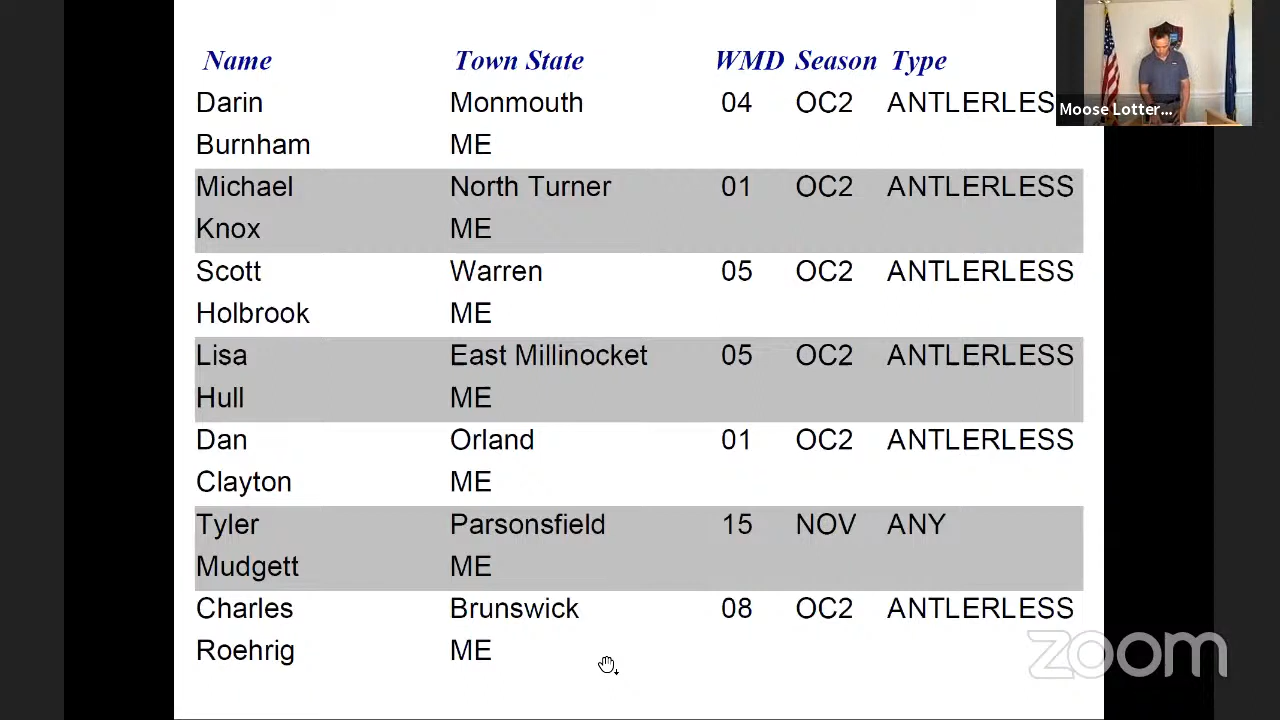 Name Town State WMD Season Type
Darin Monmouth 04 OC2 ANTLERLES
Burnham ME
Michael North Turner 01 OC2 ANTLERLESS
Knox ME
Scott Warren 05 OC2 ANTLERLESS
Holbrook ME
Lisa East Millinocket 05 OC2 ANTLERLESS
Hull ME
Dan Orland 01 OC2 ANTLERLESS
Clayton ME
Tyler Parsonsfield 15 NOV ANY
Mudgett ME
Charles Brunswick 08 OC2 ANTLERLESS
Roehrig ME
Moose Lotter...
zoom